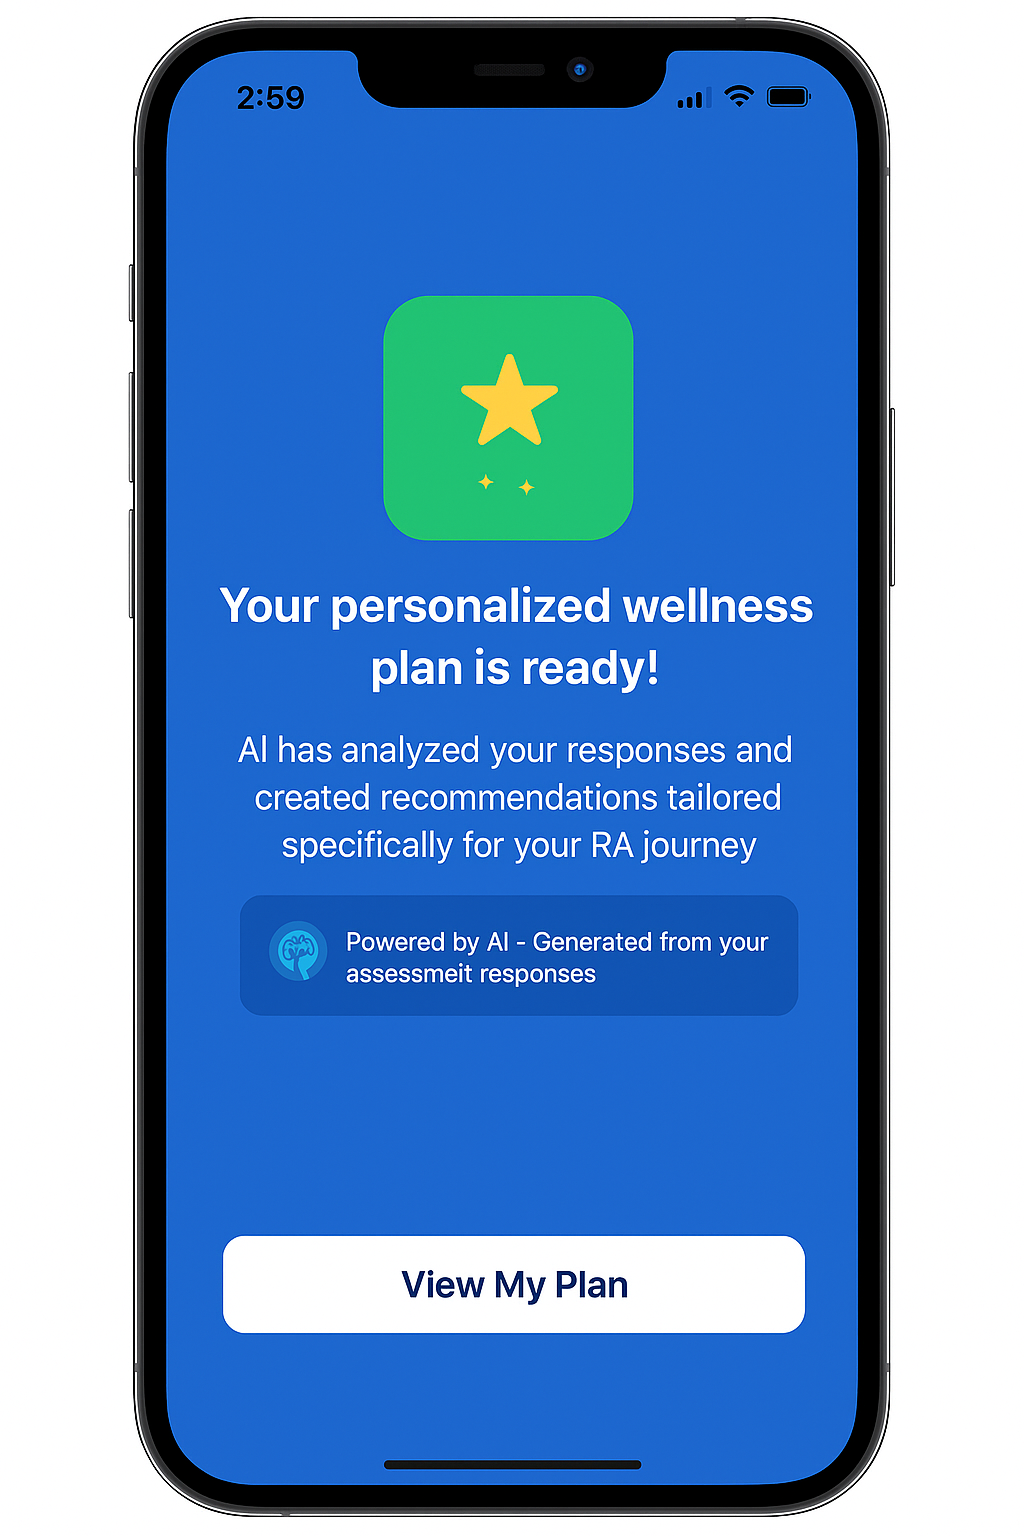 2:59
Your personalized wellness
plan is ready!
AI has analyzed your responses and
created recommendations tailored
specifically for your RA journey
Powered by AI - Generated from your
assessmeit responses
View My Plan